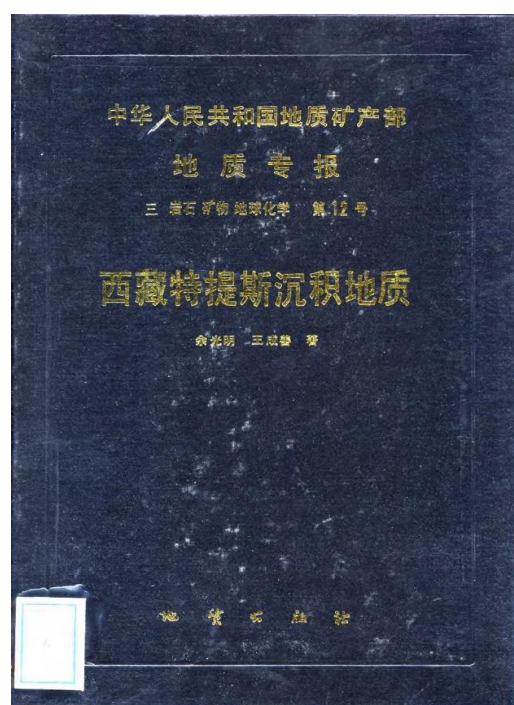 中华人民共和国地质矿产部
地质专报
三 岩石 矿物 地球化学 第12号
西藏特提斯沉积地质
余光明 王成善 著
地质出版社